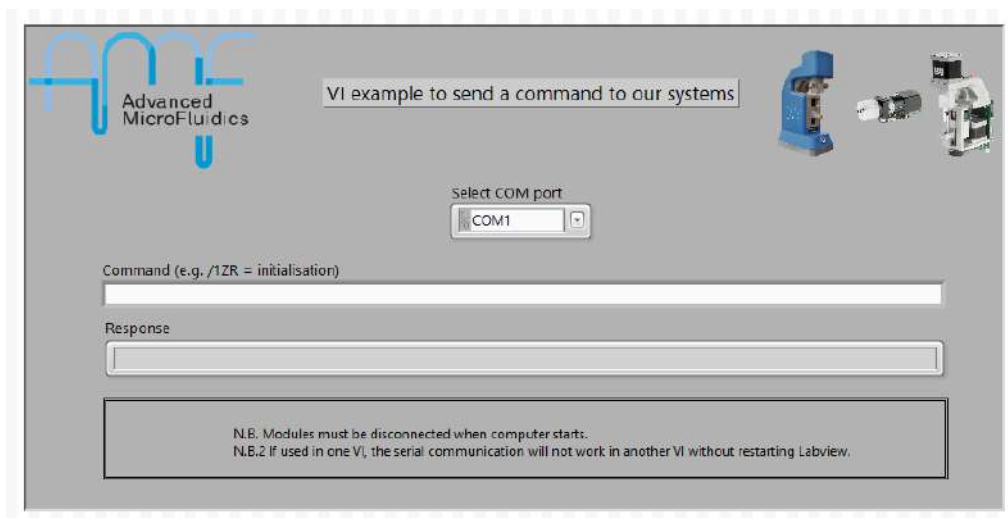 Advanced
MicroFluidics
VI example to send a command to our systems
Select COM port
COM1
Command (e.g. /1ZR = initialisation)
Response
N.B. Modules must be disconnected when computer starts.
N.B.2 If used in one VI, the serial communication will not work in another VI without restarting Labview.